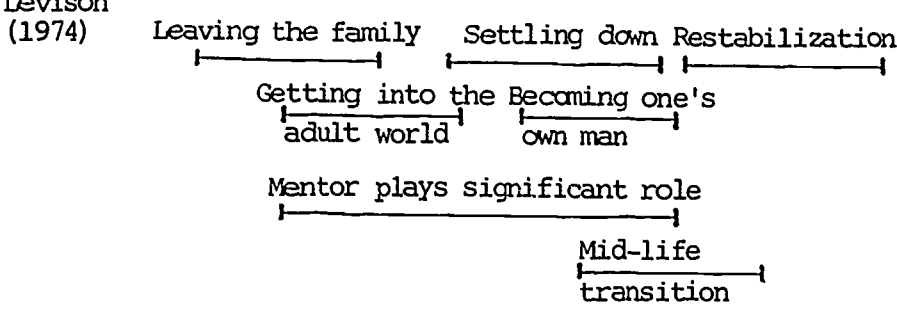 Levison
(1974) Leaving the family Settling down Restabilization
Getting into the Becoming one's
adult world own man
Mentor plays significant role
Mid-life
transition